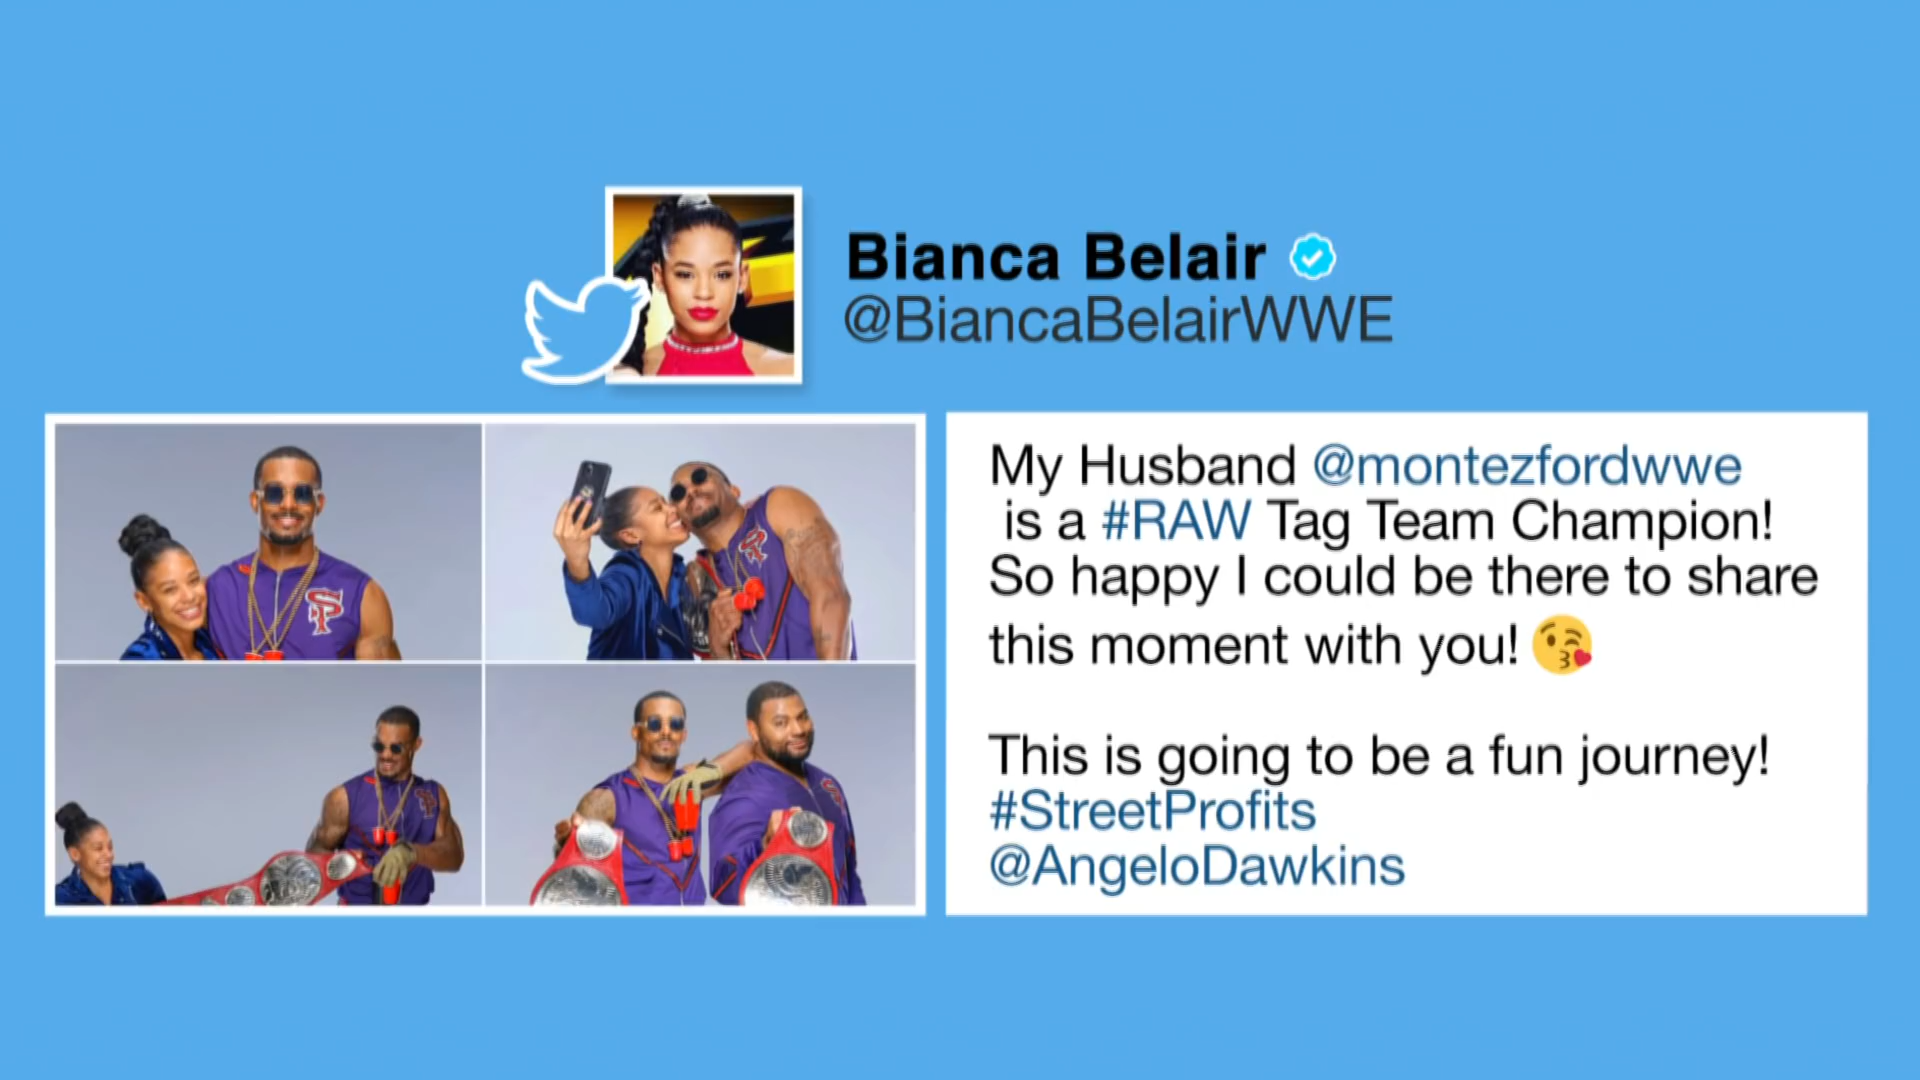 Bianca Belair
@BiancaBelairWWE
My Husband @montezfordwwe
is a #RAW Tag Team Champion!
So happy I could be there to share
this moment with you! 😘
This is going to be a fun journey!
#StreetProfits
@AngeloDawkins